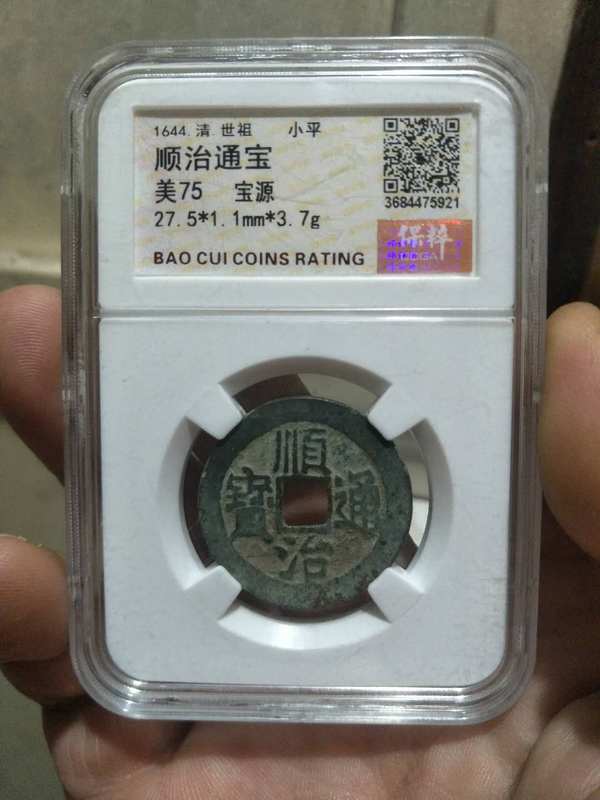 1644.清.世祖 小平
顺治通宝
美75 宝源
27.5*1.1mm*3.7g
3684475921
保粹
BAO CUI COINS RATING
順治通寳